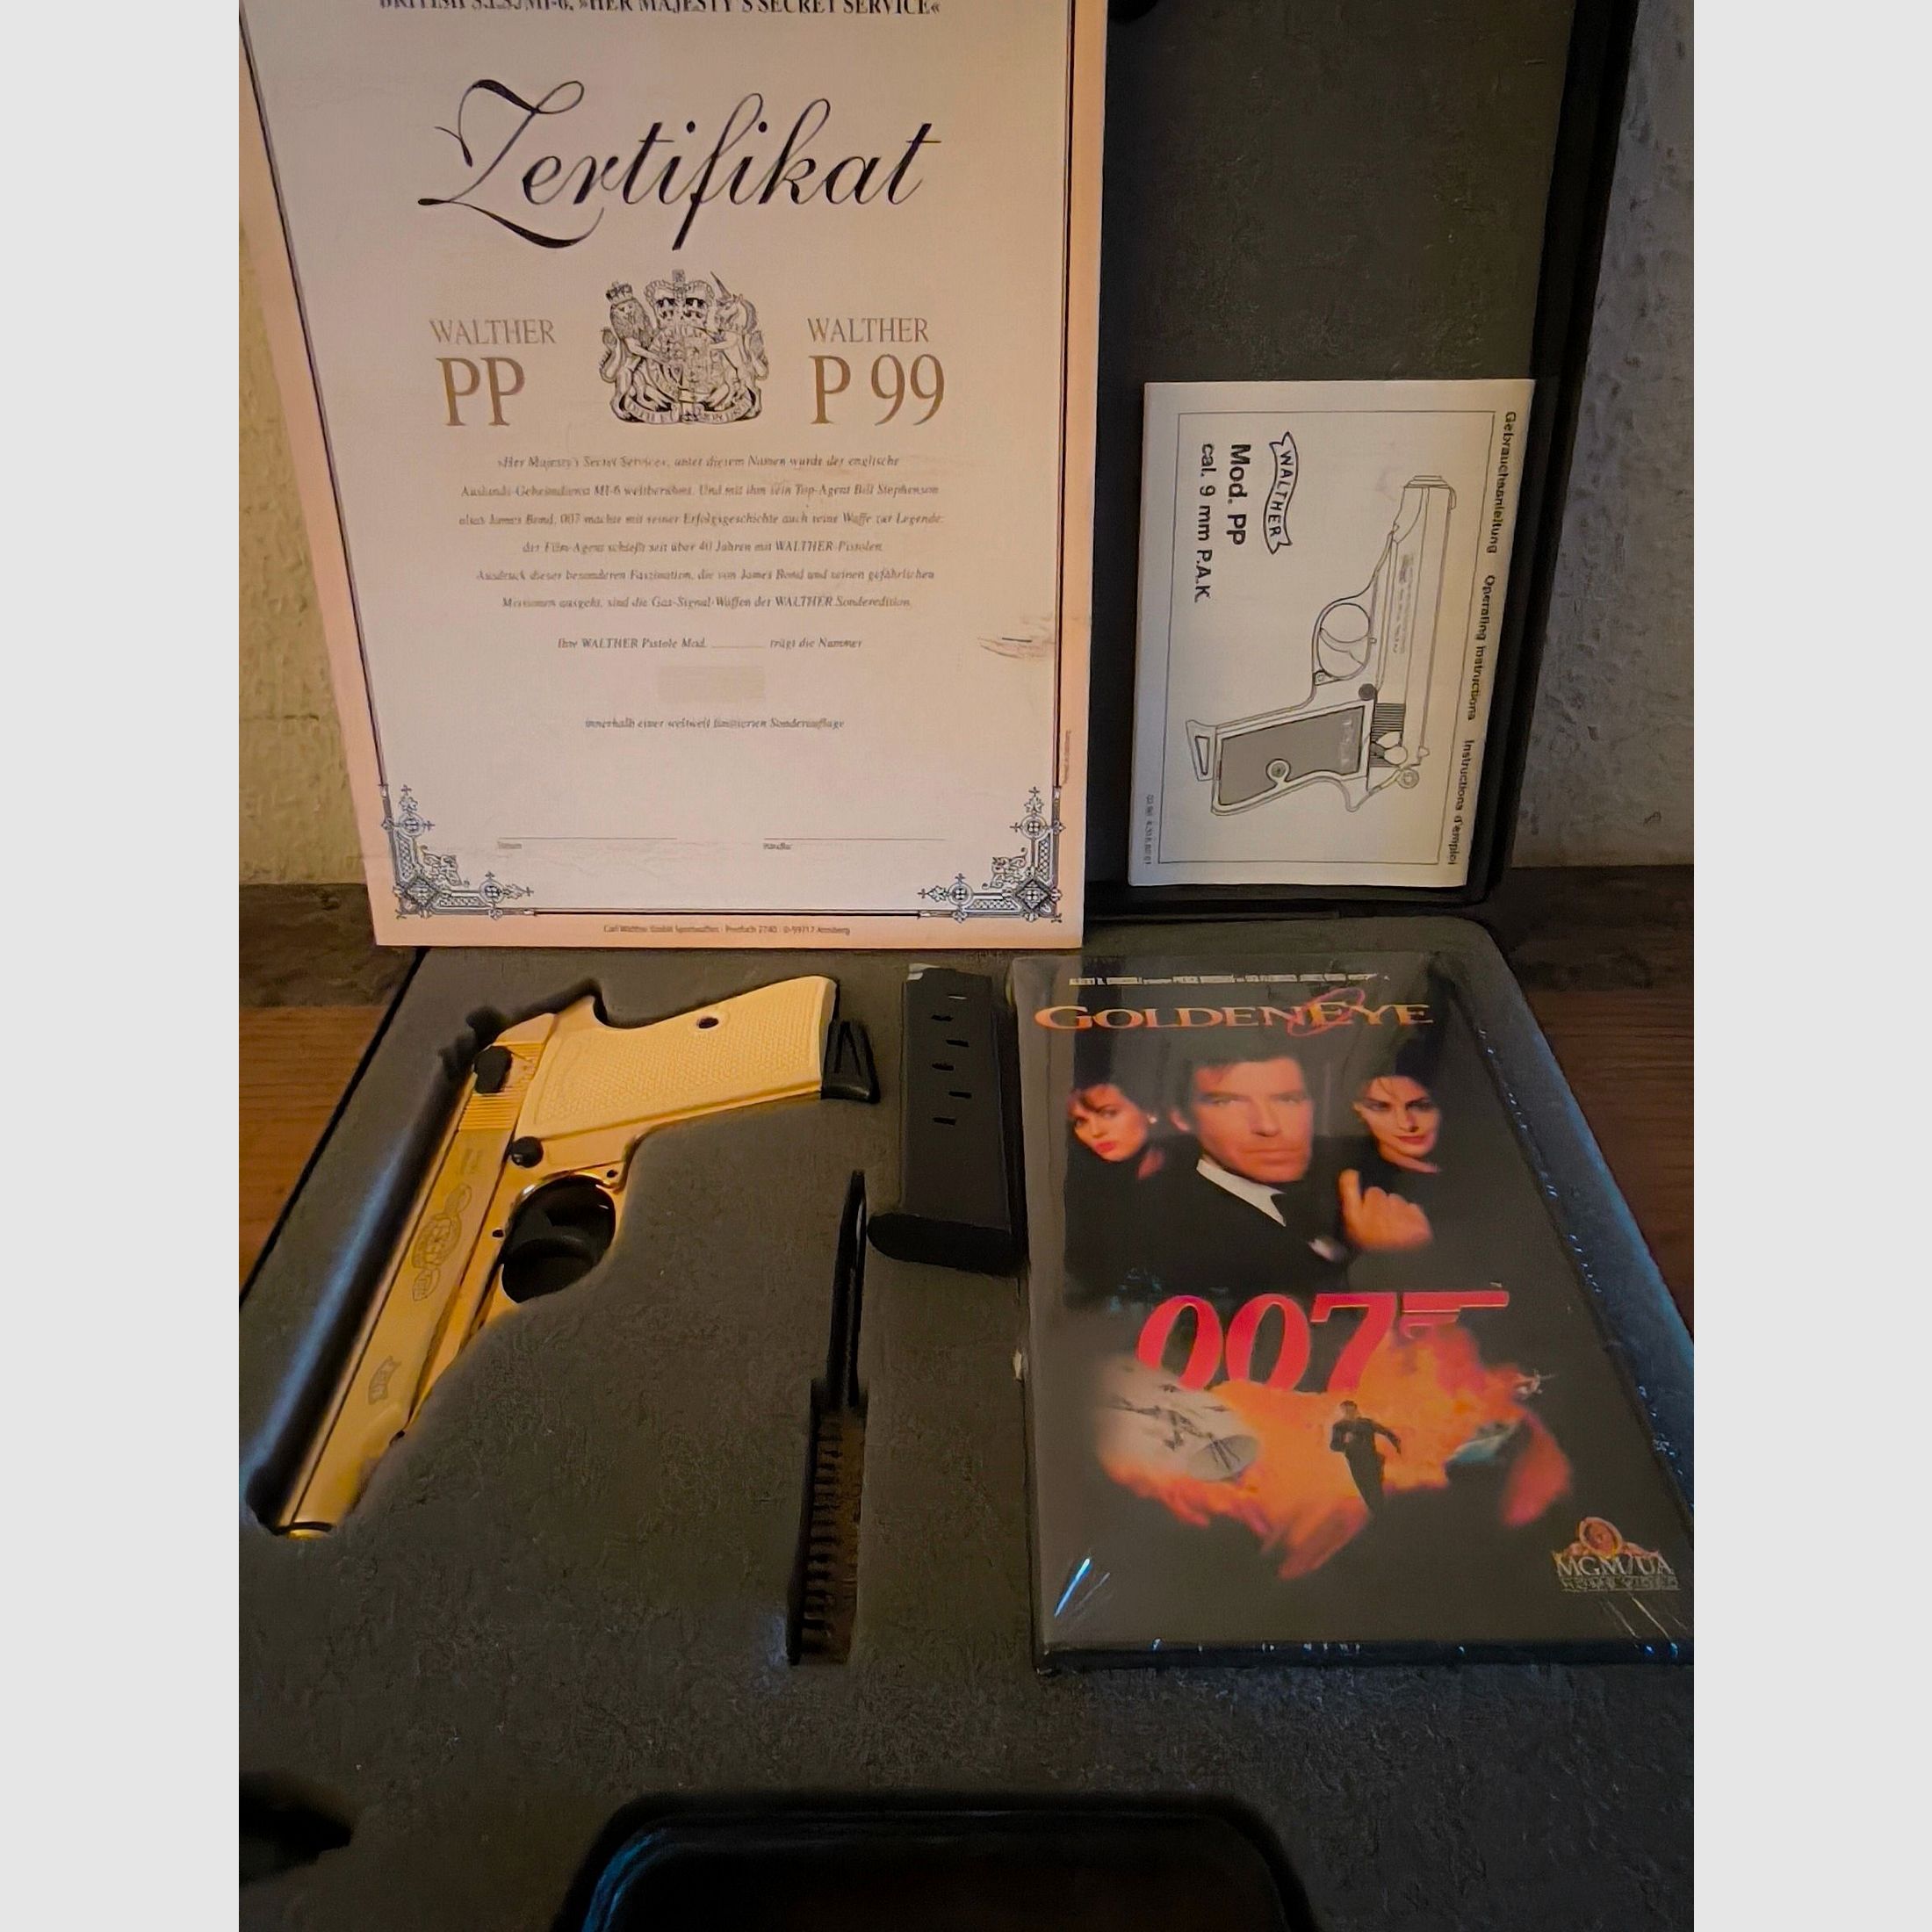 BRITISH S.I.S./MI-6, »HER MAJESTY'S SECRET SERVICE«
Zertifikat
WALTHER
PP
WALTHER
P 99
»Her Majesty's Secret Service«, unter diesem Namen wurde der englische
Auslands-Geheimdienst MI-6 weltberühmt. Und mit ihm sein Top-Agent Bill Stephenson
alias James Bond. 007 machte mit seiner Erfolgsgeschichte auch seine Waffe zur Legende:
der Film-Agent schießt seit über 40 Jahren mit WALTHER-Pistolen.
Ausdruck dieser besonderen Faszination, die von James Bond und seinen gefährlichen
Missionen ausgeht, sind die Gas-Signal-Waffen der WALTHER Sonderedition.
Ihre WALTHER Pistole Mod. trägt die Nummer
innerhalb einer weltweit limitierten Sonderauflage
Datum
Händler
Carl Walther GmbH Sportwaffen · Postfach 2740 · D-59717 Arnsberg
Gebrauchsanleitung Operating Instructions Instructions d'emploi
WALTHER
Mod. PP
cal. 9 mm P.A.K.
GOLDENEYE
007
MGM/UA